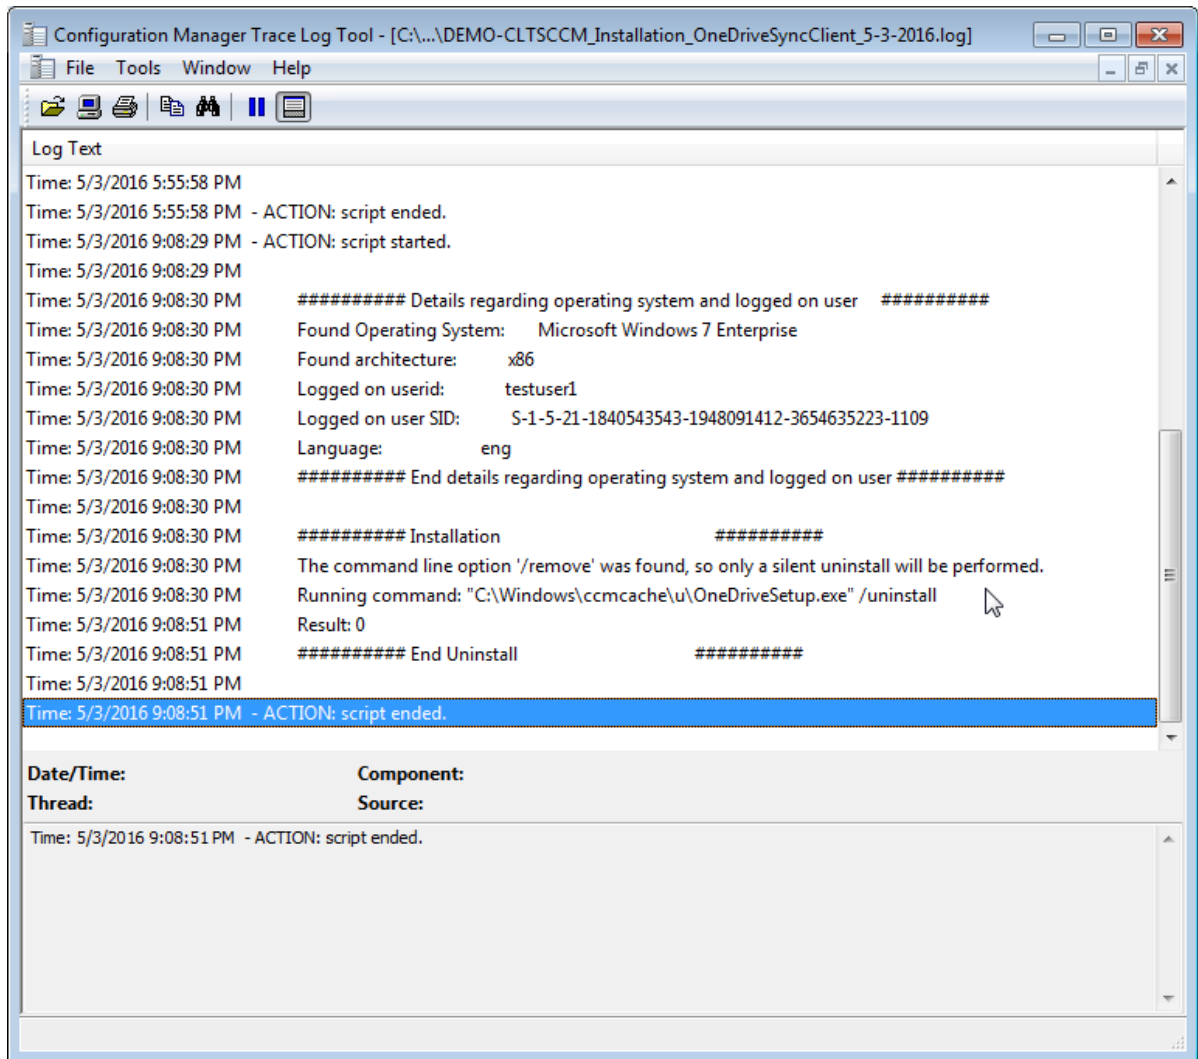 Configuration Manager Trace Log Tool - [C:\...\DEMO-CLTSCCM_Installation_OneDriveSyncClient_5-3-2016.log]
File Tools Window Help
Log Text
Time: 5/3/2016 5:55:58 PM
Time: 5/3/2016 5:55:58 PM - ACTION: script ended.
Time: 5/3/2016 9:08:29 PM - ACTION: script started.
Time: 5/3/2016 9:08:29 PM
Time: 5/3/2016 9:08:30 PM ########## Details regarding operating system and logged on user ##########
Time: 5/3/2016 9:08:30 PM Found Operating System: Microsoft Windows 7 Enterprise
Time: 5/3/2016 9:08:30 PM Found architecture: x86
Time: 5/3/2016 9:08:30 PM Logged on userid: testuser1
Time: 5/3/2016 9:08:30 PM Logged on user SID: S-1-5-21-1840543543-1948091412-3654635223-1109
Time: 5/3/2016 9:08:30 PM Language: eng
Time: 5/3/2016 9:08:30 PM ########## End details regarding operating system and logged on user ##########
Time: 5/3/2016 9:08:30 PM
Time: 5/3/2016 9:08:30 PM ########## Installation ##########
Time: 5/3/2016 9:08:30 PM The command line option '/remove' was found, so only a silent uninstall will be performed.
Time: 5/3/2016 9:08:30 PM Running command: "C:\Windows\ccmcache\u\OneDriveSetup.exe" /uninstall
Time: 5/3/2016 9:08:51 PM Result: 0
Time: 5/3/2016 9:08:51 PM ########## End Uninstall ##########
Time: 5/3/2016 9:08:51 PM
Time: 5/3/2016 9:08:51 PM - ACTION: script ended.
Date/Time: Component:
Thread: Source:
Time: 5/3/2016 9:08:51 PM - ACTION: script ended.